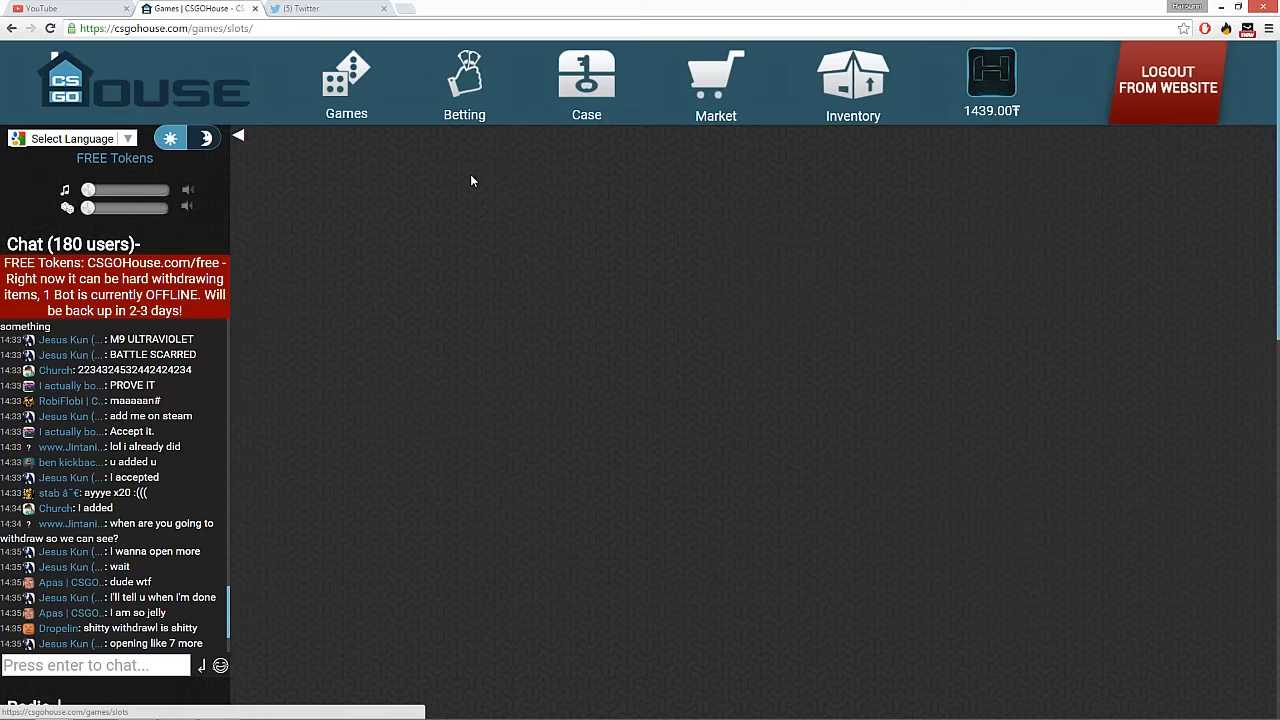 YouTube
Games | CSGOHouse - CS
(5) Twitter
Harpunn
https://csgohouse.com/games/slots/
new
CS
GO
HOUSE
Games
Betting
Case
Market
Inventory
1439.00₸
LOGOUT
FROM WEBSITE
Select Language
FREE Tokens
Chat (180 users)-
FREE Tokens: CSGOHouse.com/free -
Right now it can be hard withdrawing
items, 1 Bot is currently OFFLINE. Will
be back up in 2-3 days!
something
14:33 Jesus Kun (...: M9 ULTRAVIOLET
14:33 Jesus Kun (...: BATTLE SCARRED
14:33 Church: 2234324532442424234
14:33 I actually bo...: PROVE IT
14:33 RobiFlobi | C...: maaaaan#
14:33 Jesus Kun (...: add me on steam
14:33 I actually bo...: Accept it.
14:33 ? www.Jintani...: lol i already did
14:33 ben kickbac...: u added u
14:33 Jesus Kun (...: I accepted
14:33 stab â˜€: ayyye x20 :(((
14:34 Church: I added
14:34 ? www.Jintani...: when are you going to
withdraw so we can see?
14:35 Jesus Kun (...: I wanna open more
14:35 Jesus Kun (...: wait
14:35 Apas | CSGO...: dude wtf
14:35 Jesus Kun (...: I'll tell u when I'm done
14:35 Apas | CSGO...: I am so jelly
14:35 Dropelin: shitty withdrawl is shitty
14:35 Jesus Kun (...: opening like 7 more
Press enter to chat...
Radio
https://csgohouse.com/games/slots